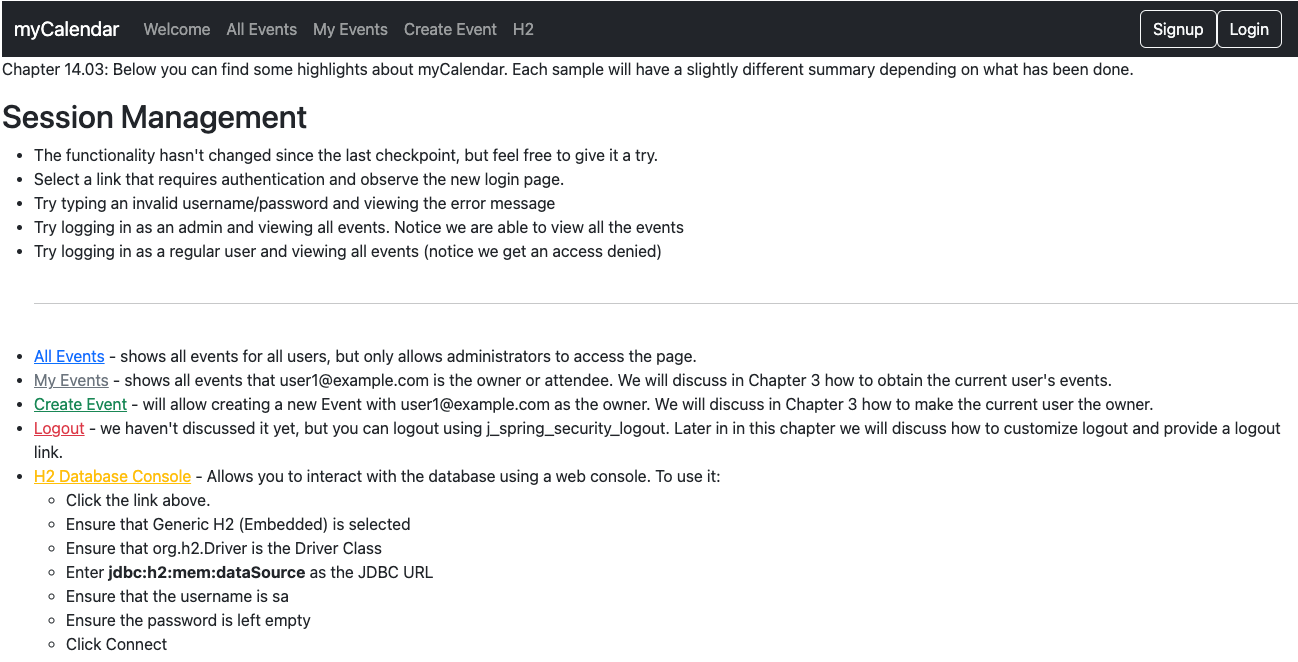 myCalendar Welcome All Events My Events Create Event H2 Signup Login
Chapter 14.03: Below you can find some highlights about myCalendar. Each sample will have a slightly different summary depending on what has been done.
Session Management
• The functionality hasn't changed since the last checkpoint, but feel free to give it a try.
• Select a link that requires authentication and observe the new login page.
• Try typing an invalid username/password and viewing the error message
• Try logging in as an admin and viewing all events. Notice we are able to view all the events
• Try logging in as a regular user and viewing all events (notice we get an access denied)
• All Events - shows all events for all users, but only allows administrators to access the page.
• My Events - shows all events that user1@example.com is the owner or attendee. We will discuss in Chapter 3 how to obtain the current user's events.
• Create Event - will allow creating a new Event with user1@example.com as the owner. We will discuss in Chapter 3 how to make the current user the owner.
• Logout - we haven't discussed it yet, but you can logout using j_spring_security_logout. Later in in this chapter we will discuss how to customize logout and provide a logout
link.
• H2 Database Console - Allows you to interact with the database using a web console. To use it:
◦ Click the link above.
◦ Ensure that Generic H2 (Embedded) is selected
◦ Ensure that org.h2.Driver is the Driver Class
◦ Enter jdbc:h2:mem:dataSource as the JDBC URL
◦ Ensure that the username is sa
◦ Ensure the password is left empty
◦ Click Connect